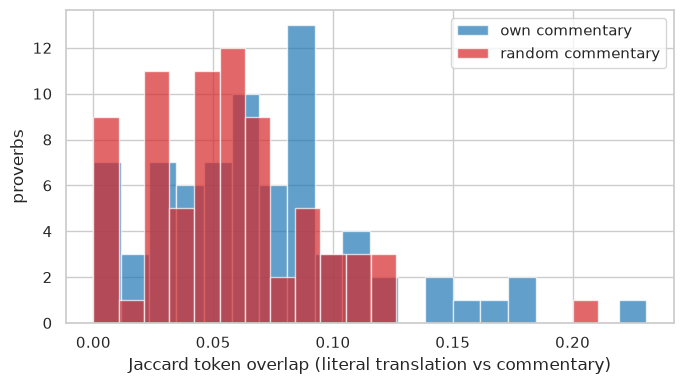 own commentary
random commentary
proverbs
12
10
8
6
4
2
0
0.00 0.05 0.10 0.15 0.20
Jaccard token overlap (literal translation vs commentary)